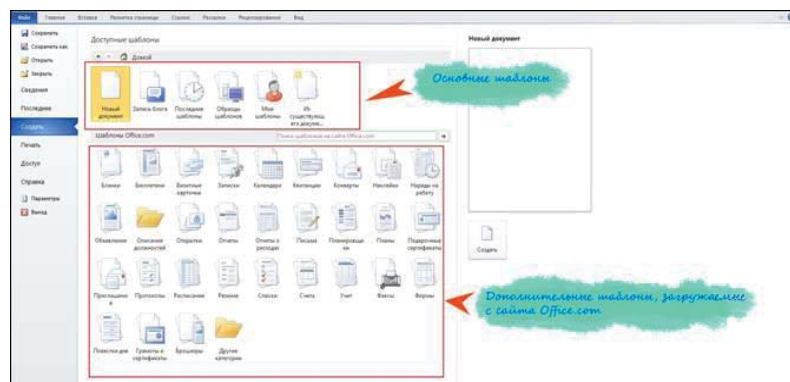 Файл Главная Вставка Разметка страницы Ссылки Рассылки Рецензирование Вид
Сохранить
Сохранить как
Открыть
Закрыть
Сведения
Последние
Создать
Печать
Доступ
Справка
Параметры
Выход
Доступные шаблоны
Домой
Новый документ
Запись блога
Последние шаблоны
Образцы шаблонов
Мои шаблоны
Из существующего докуме...
Шаблоны Office.com
Поиск шаблонов на сайте Office.com
Бланки
Бюллетени
Визитные карточки
Записки
Календари
Квитанции
Конверты
Наклейки
Наряды на работу
Объявления
Описания должностей
Открытки
Отчеты
Отчеты о расходах
Письма
Планировщики
Планы
Подарочные сертификаты
Приглашения
Протоколы
Расписания
Резюме
Списки
Счета
Учет
Факсы
Формы
Повестки дня
Грамоты и сертификаты
Брошюры
Другие категории
Новый документ
Создать
Основные шаблоны
Дополнительные шаблоны, загружаемые
с сайта Office.com